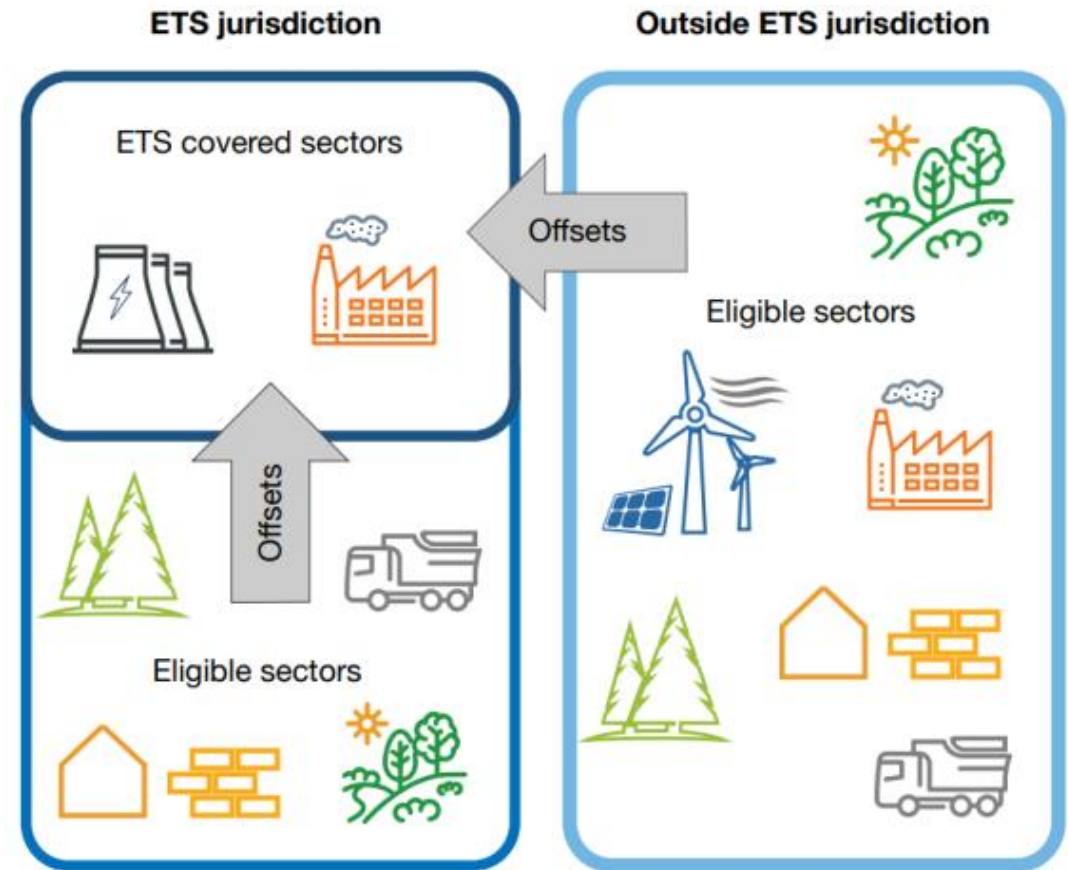 ETS jurisdiction
Outside ETS jurisdiction
ETS covered sectors
Offsets
Eligible sectors
Offsets
Eligible sectors